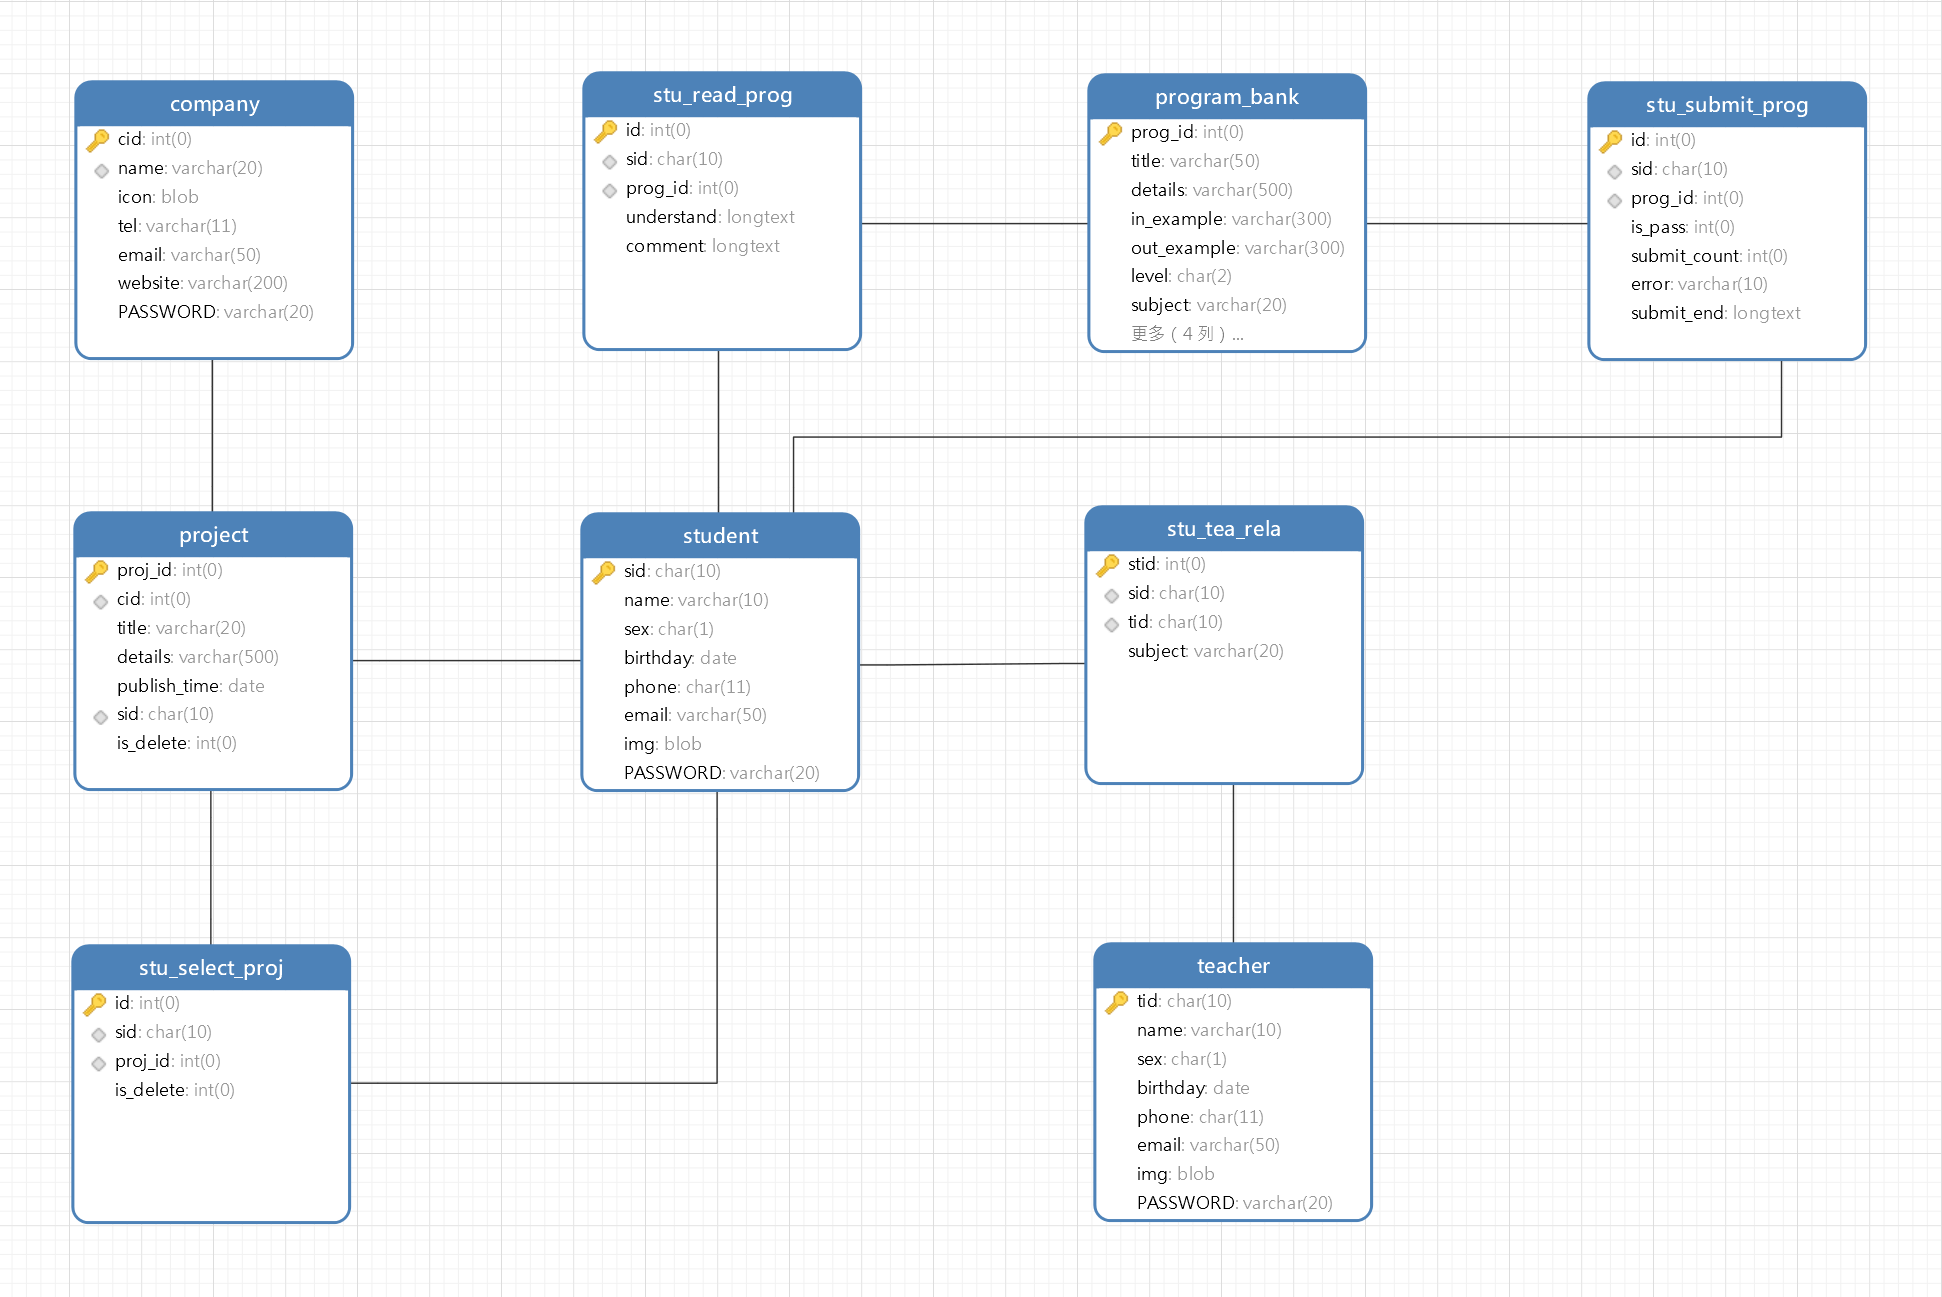 company
cid: int(0)
name: varchar(20)
icon: blob
tel: varchar(11)
email: varchar(50)
website: varchar(200)
PASSWORD: varchar(20)
stu_read_prog
id: int(0)
sid: char(10)
prog_id: int(0)
understand: longtext
comment: longtext
program_bank
prog_id: int(0)
title: varchar(50)
details: varchar(500)
in_example: varchar(300)
out_example: varchar(300)
level: char(2)
subject: varchar(20)
更多（4 列）...
stu_submit_prog
id: int(0)
sid: char(10)
prog_id: int(0)
is_pass: int(0)
submit_count: int(0)
error: varchar(10)
submit_end: longtext
project
proj_id: int(0)
cid: int(0)
title: varchar(20)
details: varchar(500)
publish_time: date
sid: char(10)
is_delete: int(0)
student
sid: char(10)
name: varchar(10)
sex: char(1)
birthday: date
phone: char(11)
email: varchar(50)
img: blob
PASSWORD: varchar(20)
stu_tea_rela
stid: int(0)
sid: char(10)
tid: char(10)
subject: varchar(20)
stu_select_proj
id: int(0)
sid: char(10)
proj_id: int(0)
is_delete: int(0)
teacher
tid: char(10)
name: varchar(10)
sex: char(1)
birthday: date
phone: char(11)
email: varchar(50)
img: blob
PASSWORD: varchar(20)